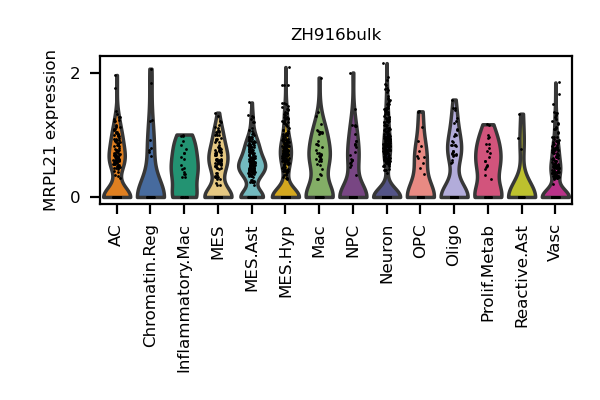 ZH916bulk
MRPL21 expression
2
0
AC
Chromatin.Reg
Inflammatory.Mac
MES
MES.Ast
MES.Hyp
Mac
NPC
Neuron
OPC
Oligo
Prolif.Metab
Reactive.Ast
Vasc